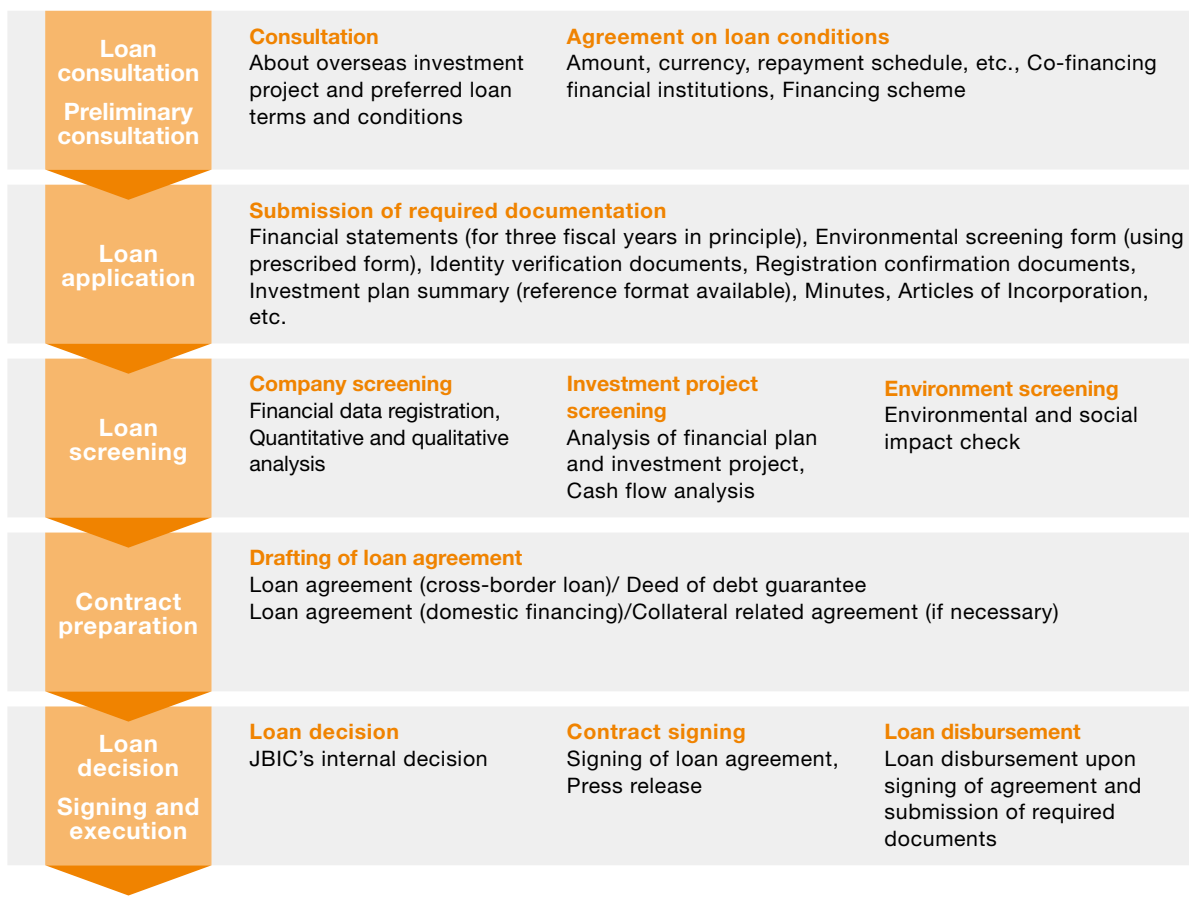 Loan
consultation
Preliminary
consultation
Consultation
About overseas investment
project and preferred loan
terms and conditions
Agreement on loan conditions
Amount, currency, repayment schedule, etc., Co-financing
financial institutions, Financing scheme
Loan
application
Submission of required documentation
Financial statements (for three fiscal years in principle), Environmental screening form (using
prescribed form), Identity verification documents, Registration confirmation documents,
Investment plan summary (reference format available), Minutes, Articles of Incorporation,
etc.
Loan
screening
Company screening
Financial data registration,
Quantitative and qualitative
analysis
Investment project
screening
Analysis of financial plan
and investment project,
Cash flow analysis
Environment screening
Environmental and social
impact check
Contract
preparation
Drafting of loan agreement
Loan agreement (cross-border loan)/ Deed of debt guarantee
Loan agreement (domestic financing)/Collateral related agreement (if necessary)
Loan
decision
Signing and
execution
Loan decision
JBIC's internal decision
Contract signing
Signing of loan agreement,
Press release
Loan disbursement
Loan disbursement upon
signing of agreement and
submission of required
documents